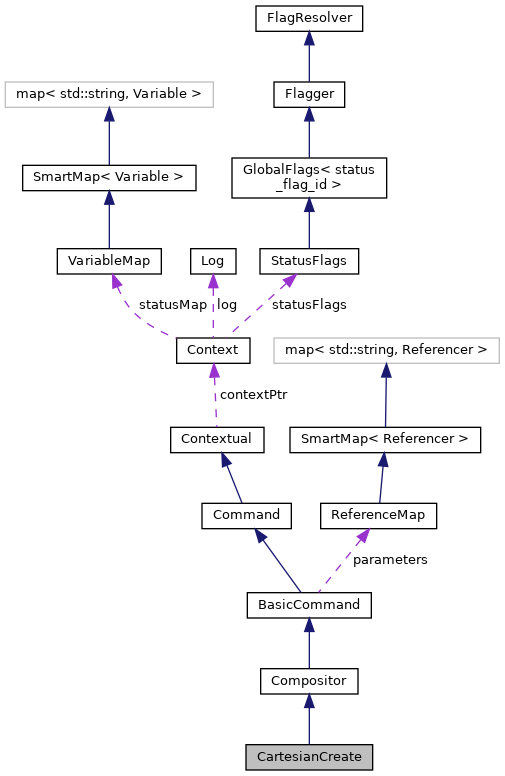 FlagResolver
map< std::string, Variable >
Flagger
SmartMap< Variable >
GlobalFlags< status
_flag_id >
VariableMap
Log
StatusFlags
statusMap
log
statusFlags
Context
map< std::string, Referencer >
contextPtr
Contextual
SmartMap< Referencer >
Command
ReferenceMap
parameters
BasicCommand
Compositor
CartesianCreate